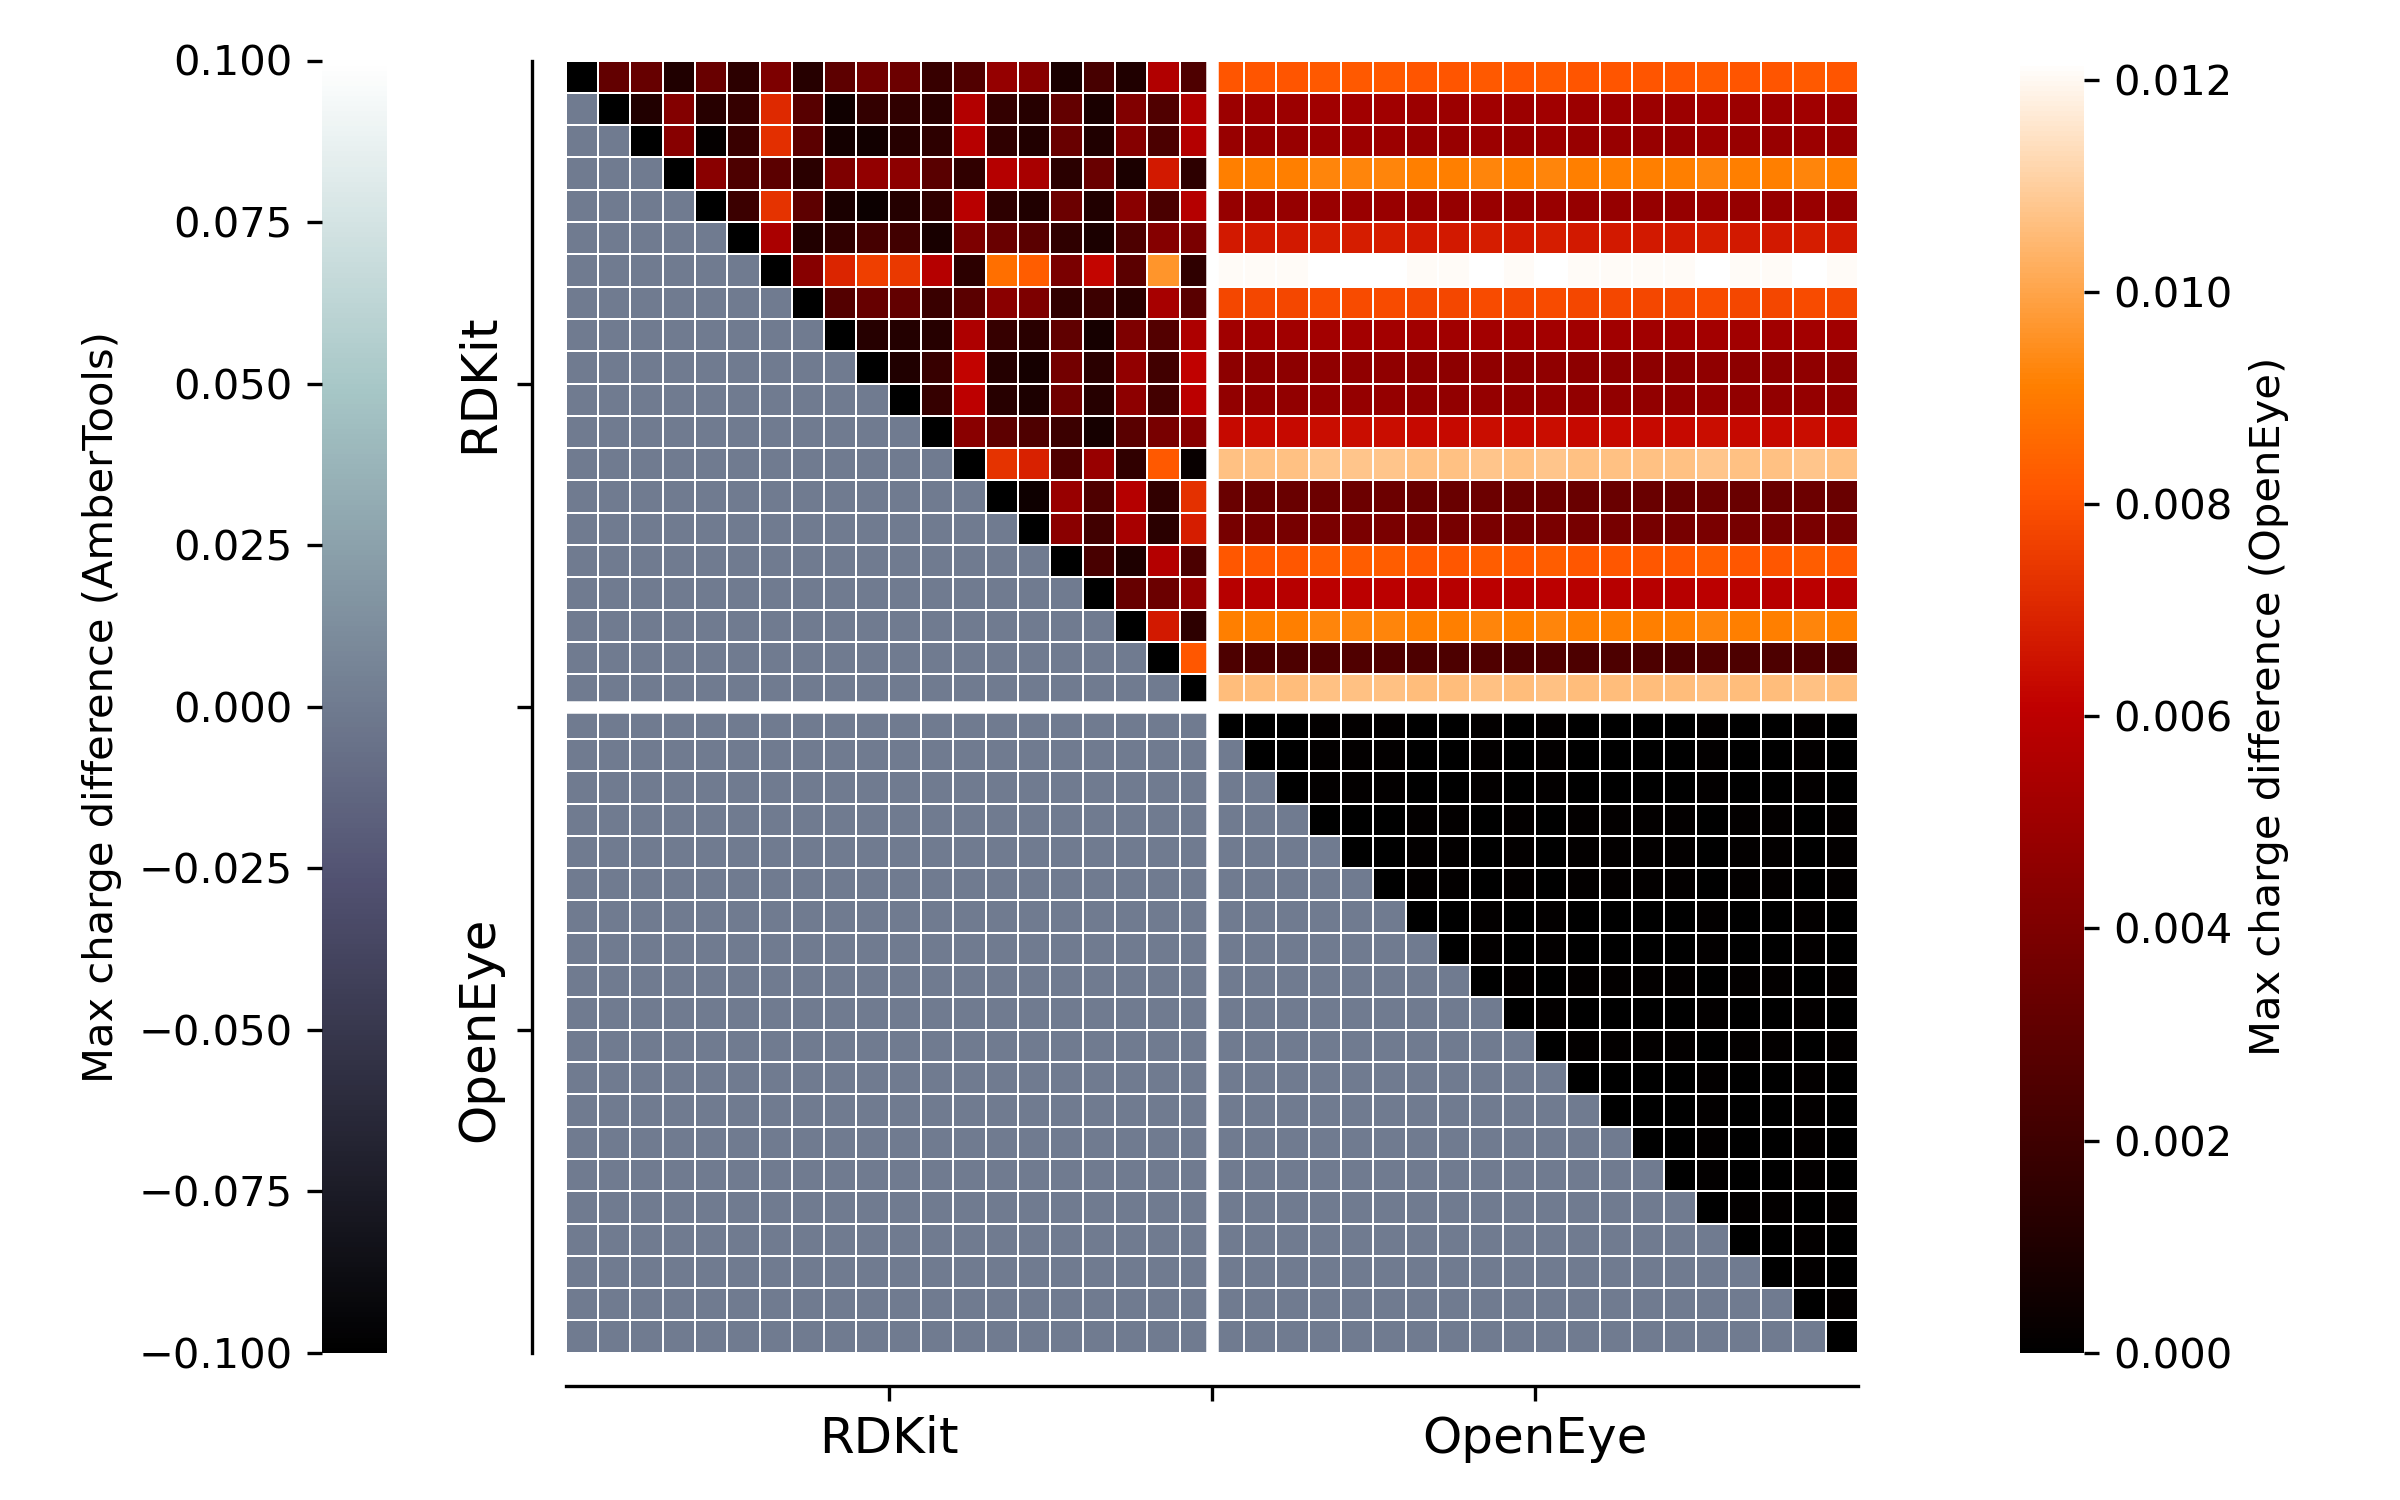 Max charge difference (AmberTools)
0.100
0.075
0.050
0.025
0.000
−0.025
−0.050
−0.075
−0.100
RDKit
OpenEye
RDKit
OpenEye
0.012
0.010
0.008
0.006
0.004
0.002
0.000
Max charge difference (OpenEye)